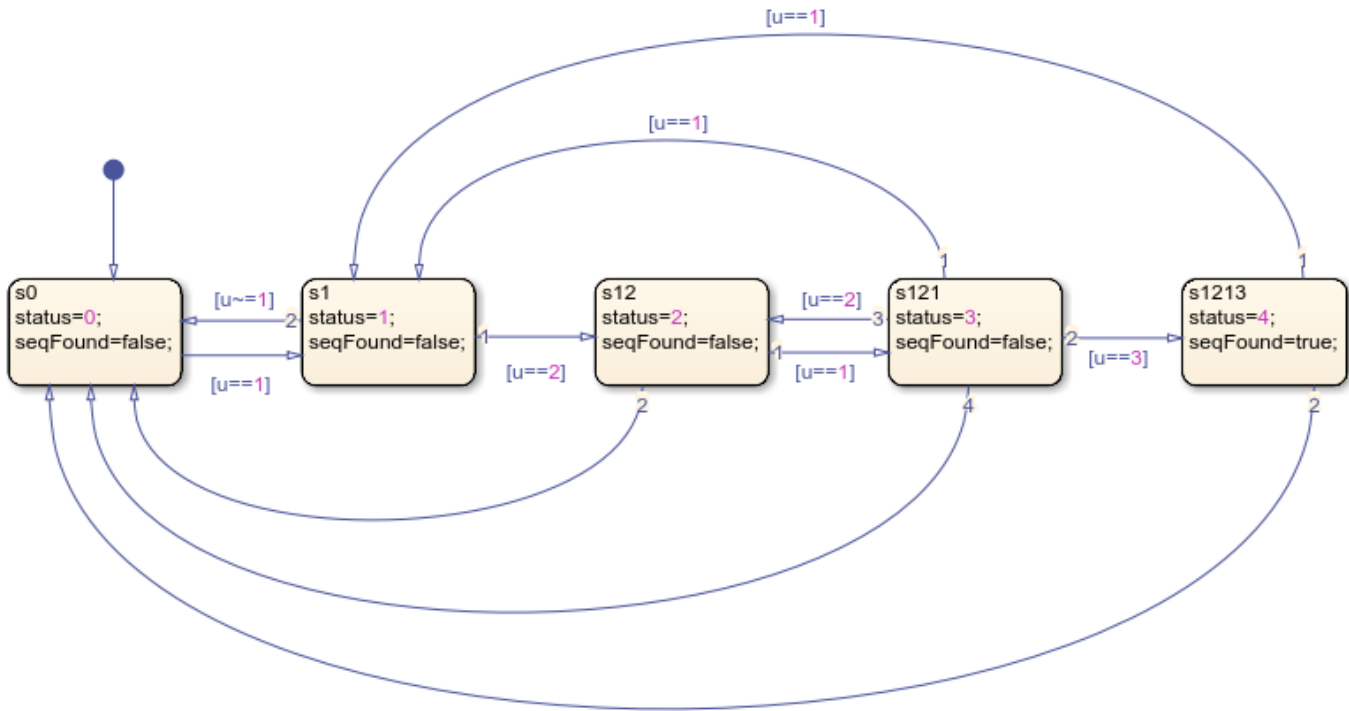 [u==1]
[u==1]
1
1
s0
status=0;
seqFound=false;
[u~=1]
2
[u==1]
s1
status=1;
seqFound=false;
1
[u==2]
s12
status=2;
seqFound=false;
[u==2]
3
1
[u==1]
s121
status=3;
seqFound=false;
2
[u==3]
s1213
status=4;
seqFound=true;
2
4
2